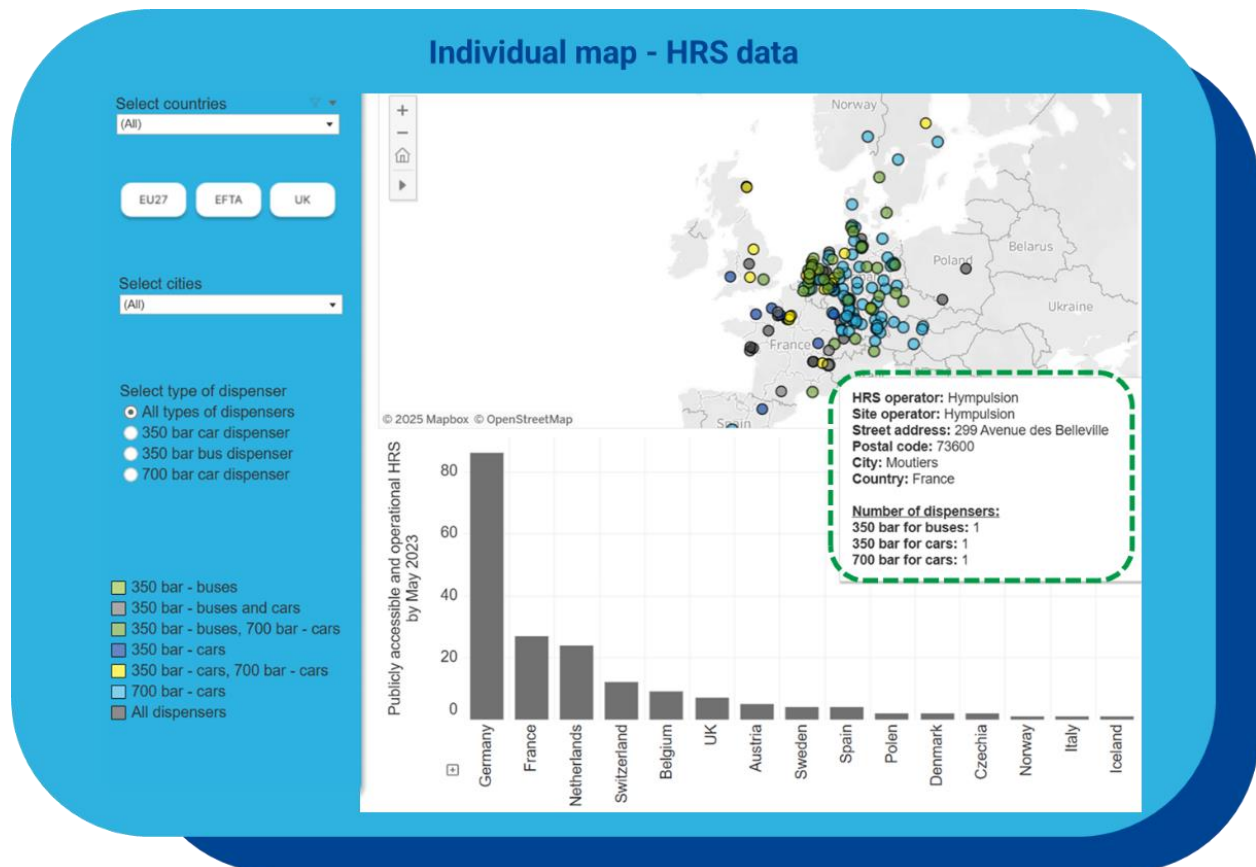 Individual map - HRS data
Select countries
(All)
EU27
EFTA
UK
Select cities
(All)
Select type of dispenser
All types of dispensers
350 bar car dispenser
350 bar bus dispenser
700 bar car dispenser
350 bar - buses
350 bar - buses and cars
350 bar - buses, 700 bar - cars
350 bar - cars
350 bar - cars, 700 bar - cars
700 bar - cars
All dispensers
Norway
Belarus
Poland
Ukraine
France
Spain
© 2025 Mapbox © OpenStreetMap
HRS operator: Hympulsion
Site operator: Hympulsion
Street address: 299 Avenue des Belleville
Postal code: 73600
City: Moutiers
Country: France
Number of dispensers:
350 bar for buses: 1
350 bar for cars: 1
700 bar for cars: 1
Publicly accessible and operational HRS
by May 2023
80
60
40
20
0
Germany
France
Netherlands
Switzerland
Belgium
UK
Austria
Sweden
Spain
Polen
Denmark
Czechia
Norway
Italy
Iceland